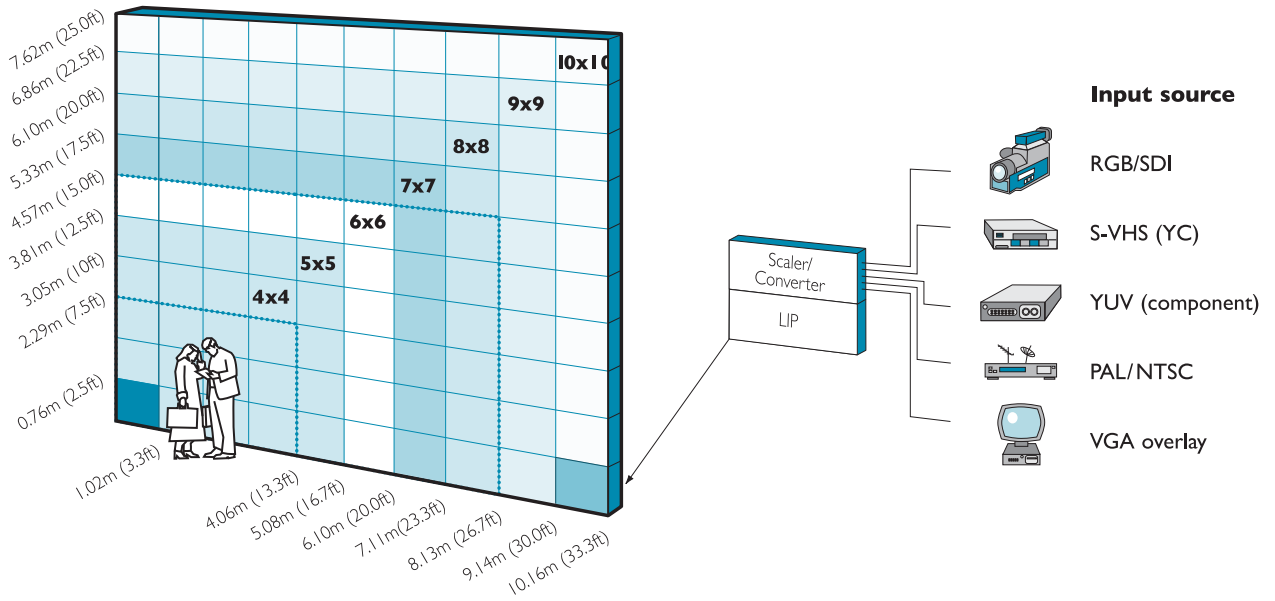 7.62m (25.0ft)
6.86m (22.5ft)
6.10m (20.0ft)
5.33m (17.5ft)
4.57m (15.0ft)
3.81m (12.5ft)
3.05m (10ft)
2.29m (7.5ft)
0.76m (2.5ft)
10x10
9x9
8x8
7x7
6x6
5x5
4x4
1.02m (3.3ft)
4.06m (13.3ft)
5.08m (16.7ft)
6.10m (20.0ft)
7.11m(23.3ft)
8.13m (26.7ft)
9.14m (30.0ft)
10.16m (33.3ft)
Scaler/
Converter
LIP
Input source
RGB/SDI
S-VHS (YC)
YUV (component)
PAL/NTSC
VGA overlay